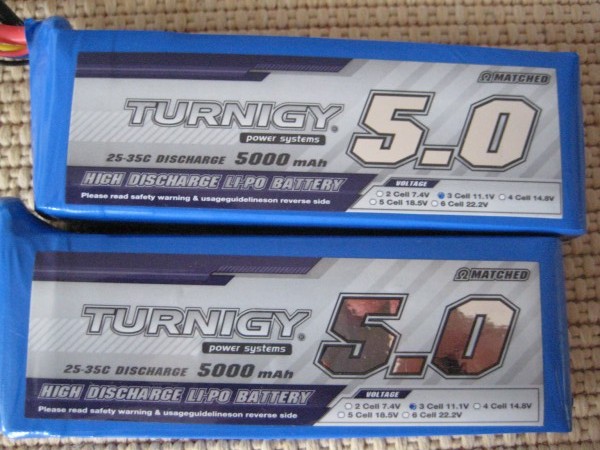 ΩMATCHED
TURNIGY 5.0
power systems
25-35C DISCHARGE 5000 mAh
HIGH DISCHARGE LI-PO BATTERY
Please read safety warning & usageguidelineson reverse side
VOLTAGE
2 Cell 7.4V 3 Cell 11.1V 4 Cell 14.8V
5 Cell 18.5V 6 Cell 22.2V
ΩMATCHED
TURNIGY 5.0
power systems
25-35C DISCHARGE 5000 mAh
HIGH DISCHARGE LI-PO BATTERY
Please read safety warning & usageguidelineson reverse side
VOLTAGE
2 Cell 7.4V 3 Cell 11.1V 4 Cell 14.8V
5 Cell 18.5V 6 Cell 22.2V